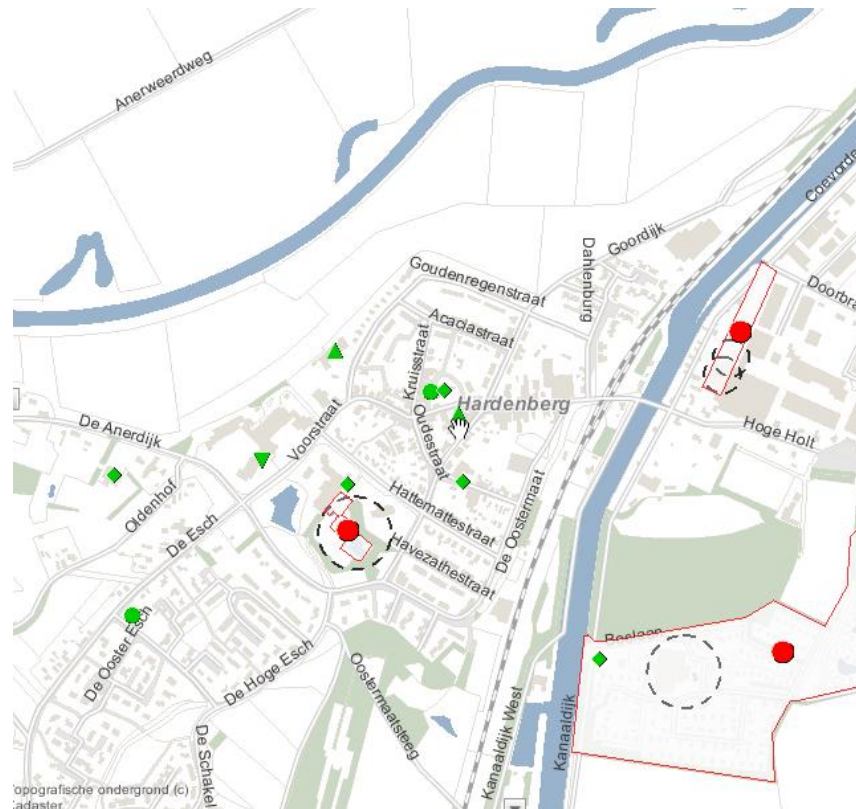 Anerweerdweg
Coevorde
Goordijk
Dahlenburg
Goudenregenstraat
Doorbra
Acaciastraat
Kruisstraat
Hardenberg
Oudestraat
Voorstraat
De Anerdijk
Hoge Holt
Oldenhof
De Esch
Hattemattestraat
De Oostermaat
Havezathestraat
De Ooster Esch
Boelaan
De Hoge Esch
Oostermaatsteeg
Kanaaldijk West
Kanaaldijk
De Schakel
opografische ondergrond (c)
adaster